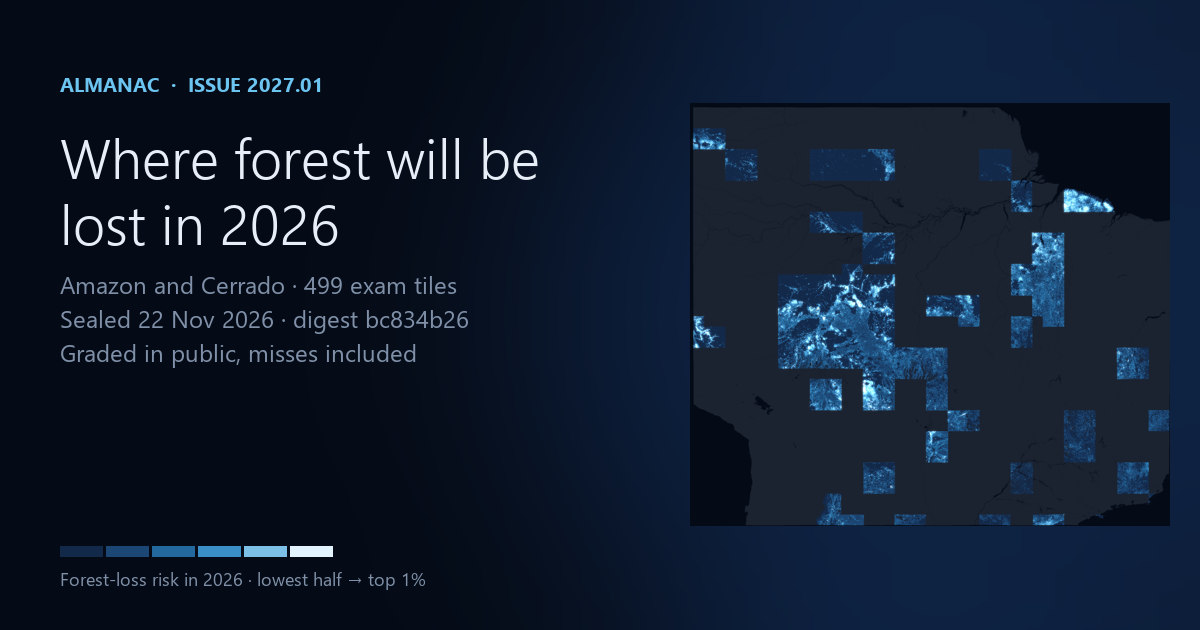 ALMANAC · ISSUE 2027.01
Where forest will be
lost in 2026
Amazon and Cerrado · 499 exam tiles
Sealed 22 Nov 2026 · digest bc834b26
Graded in public, misses included
Forest-loss risk in 2026 · lowest half → top 1%